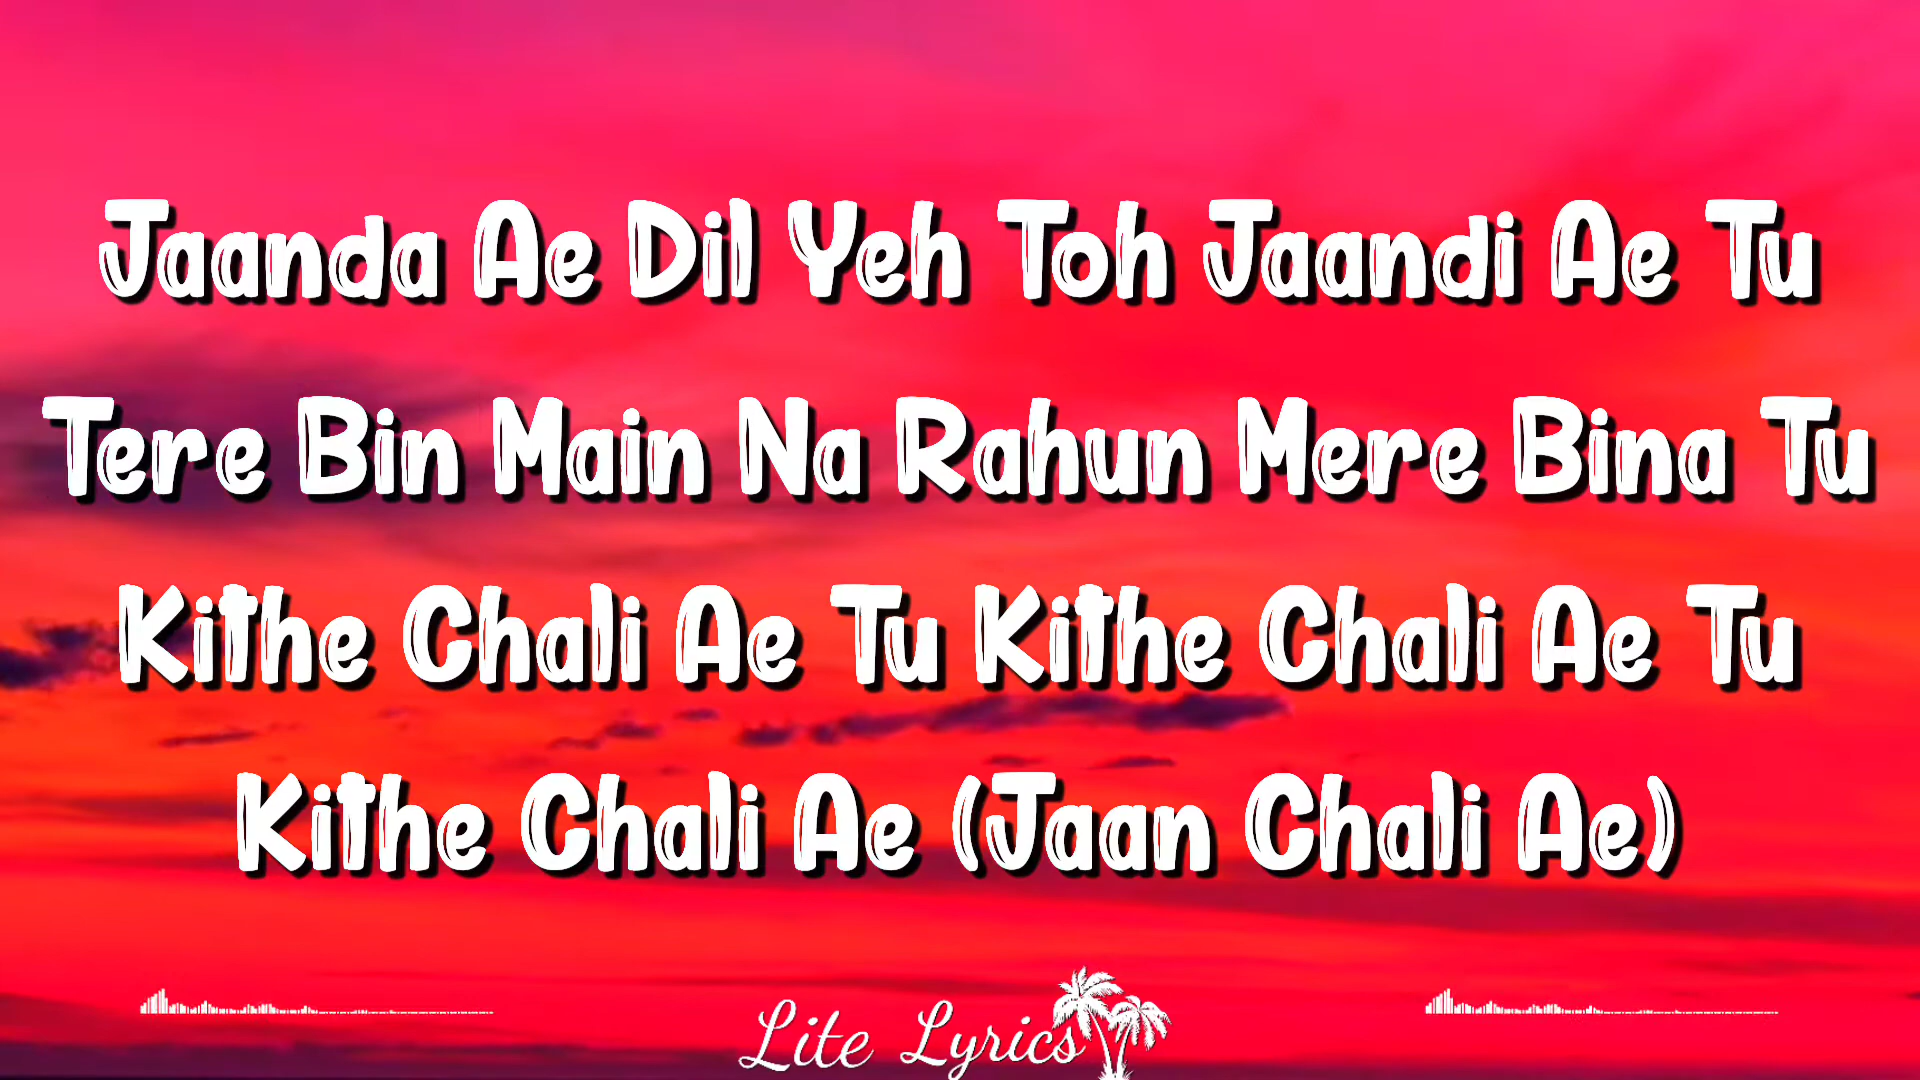 Jaanda Ae Dil Yeh Toh Jaandi Ae Tu
Tere Bin Main Na Rahun Mere Bina Tu
Kithe Chali Ae Tu Kithe Chali Ae Tu
Kithe Chali Ae (Jaan Chali Ae)
Lite Lyrics